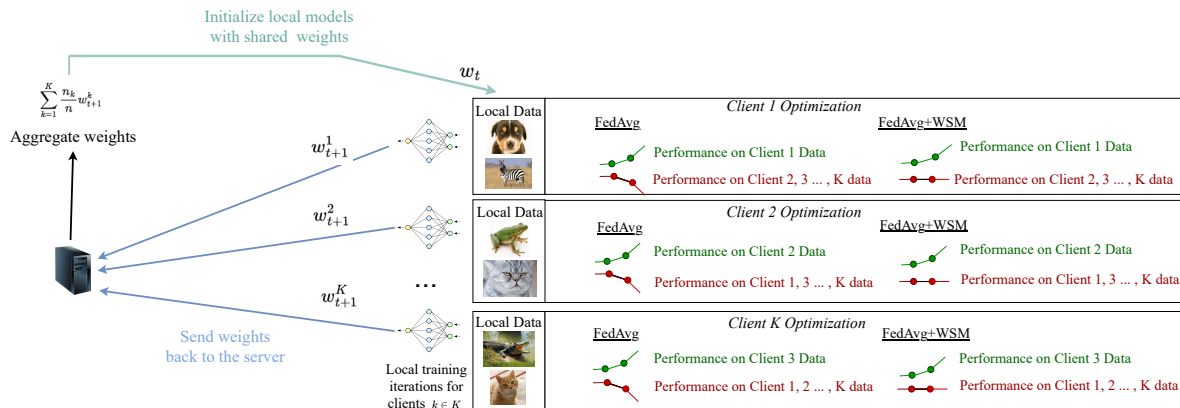 Initialize local models
with shared weights
w_t
\sum_{k=1}^{K} \frac{n_k}{n} w_{t+1}^k
Aggregate weights
w_{t+1}^1
w_{t+1}^2
w_{t+1}^K
...
Send weights
back to the server
Local training
iterations for
clients k ∈ K
Local Data
Client 1 Optimization
FedAvg
Performance on Client 1 Data
Performance on Client 2, 3 ... , K data
FedAvg+WSM
Performance on Client 1 Data
Performance on Client 2, 3 ... , K data
Local Data
Client 2 Optimization
FedAvg
Performance on Client 2 Data
Performance on Client 1, 3 ... , K data
FedAvg+WSM
Performance on Client 2 Data
Performance on Client 1, 3 ... , K data
Local Data
Client K Optimization
FedAvg
Performance on Client 3 Data
Performance on Client 1, 2 ... , K data
FedAvg+WSM
Performance on Client 3 Data
Performance on Client 1, 2 ... , K data